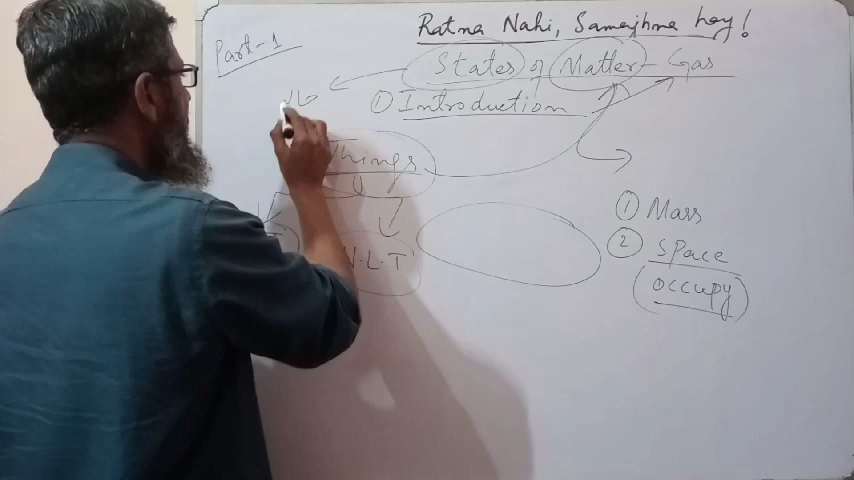 Ratna Nahi, Samajhna hay!
Part-1
States of Matter - Gas
① Introduction
Things
N.L.T
① Mass
② Space
(occupy)